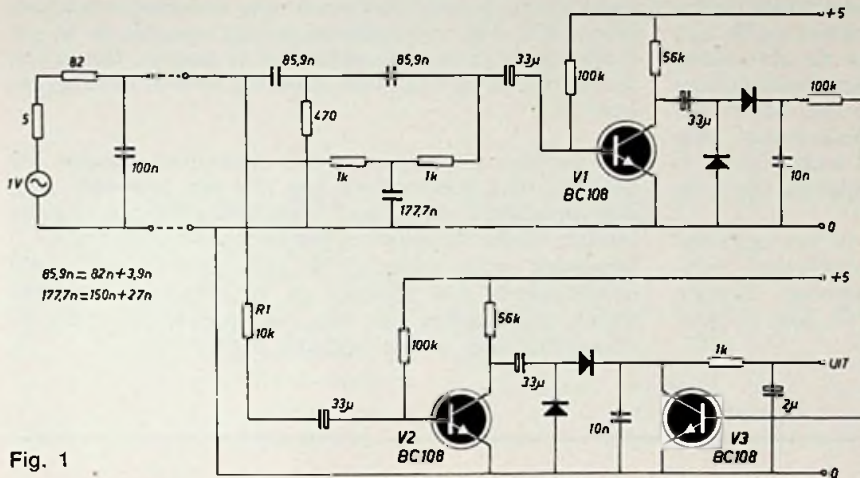 +5
82
85,9n
85,9n
33µ
100k
56k
100k
5
470
33µ
100n
1k
1k
V1
BC108
10n
1V
177,7n
0
85,9n = 82n+3,9n
177,7n = 150n+27n
+5
R1
10k
100k
56k
33µ
1k
UIT
33µ
2µ
10n
V2
BC108
V3
BC108
0
Fig. 1